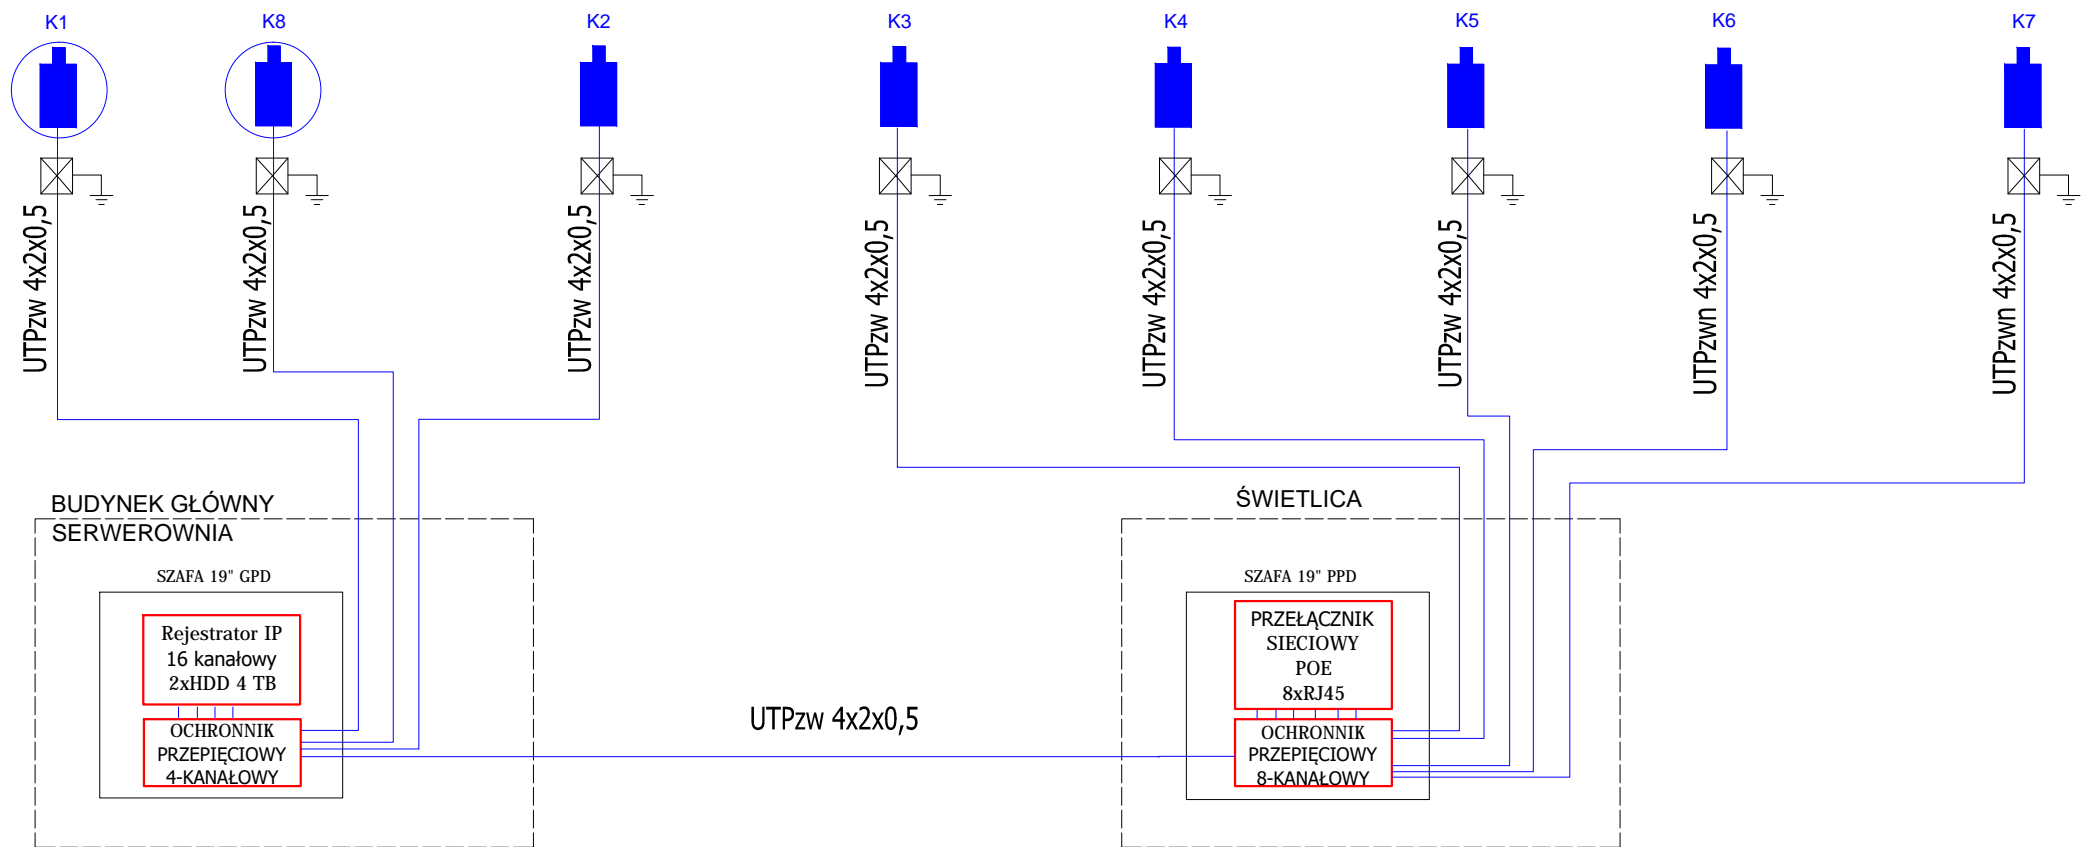 K1
K8
K2
K3
K4
K5
K6
K7
UTPzw 4x2x0,5
UTPzw 4x2x0,5
UTPzw 4x2x0,5
UTPzw 4x2x0,5
UTPzw 4x2x0,5
UTPzw 4x2x0,5
UTPzwn 4x2x0,5
UTPzwn 4x2x0,5
BUDYNEK GŁÓWNY
SERWEROWNIA
SZAFA 19" GPD
Rejestrator IP
16 kanałowy
2xHDD 4 TB
OCHRONNIK
PRZEPIĘCIOWY
4-KANAŁOWY
UTPzw 4x2x0,5
ŚWIETLICA
SZAFA 19" PPD
PRZEŁĄCZNIK
SIECIOWY
POE
8xRJ45
OCHRONNIK
PRZEPIĘCIOWY
8-KANAŁOWY